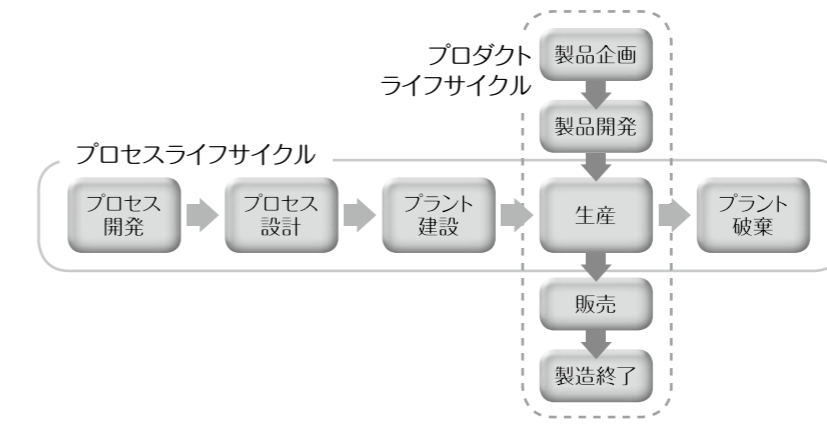 プロダクト
ライフサイクル
製品企画
製品開発
プロセスライフサイクル
プロセス
開発
プロセス
設計
プラント
建設
生産
プラント
破棄
販売
製造終了